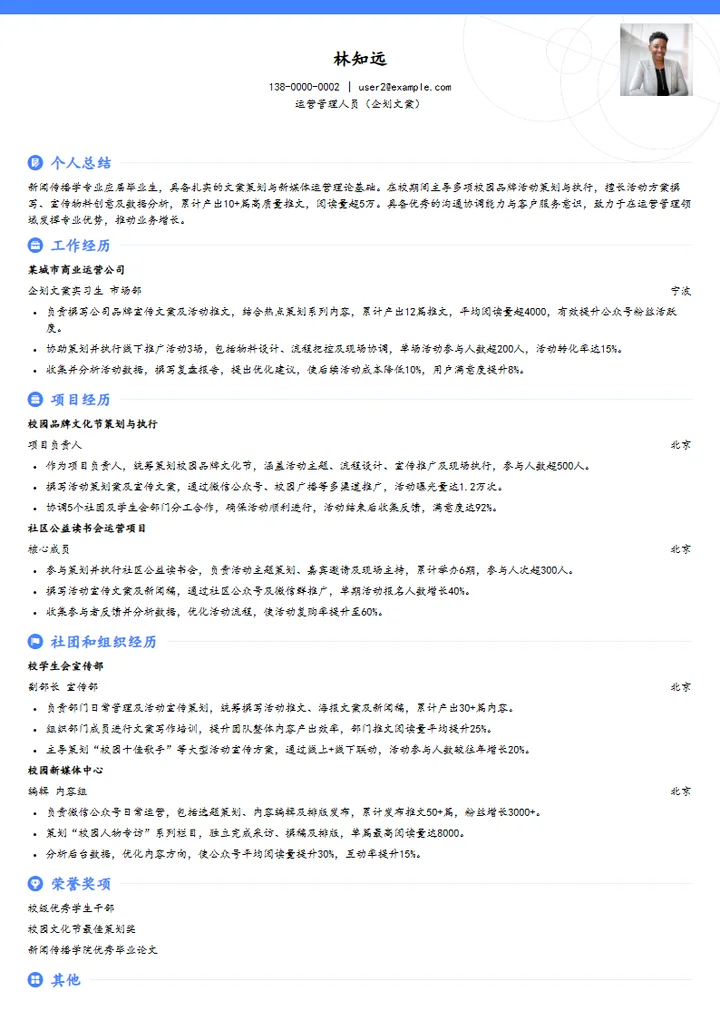 林知远
138-0000-0002 | user2@example.com
运营管理人员（企划文案）
个人总结
新闻传播学专业应届毕业生，具备扎实的文案策划与新媒体运营理论基础。在校期间主导多项校园品牌活动策划与执行，擅长活动方案撰
写、宣传物料创意及数据分析，累计产出10+篇高质量推文，阅读量超5万。具备优秀的沟通协调能力与客户服务意识，致力于在运营管理领
域发挥专业优势，推动业务增长。
工作经历
某城市商业运营公司
企划文案实习生 市场部 宁波
• 负责撰写公司品牌宣传文案及活动推文，结合热点策划系列内容，累计产出12篇推文，平均阅读量超4000，有效提升公众号粉丝活跃
度。
• 协助策划并执行线下推广活动3场，包括物料设计、流程把控及现场协调，单场活动参与人数超200人，活动转化率达15%。
• 收集并分析活动数据，撰写复盘报告，提出优化建议，使后续活动成本降低10%，用户满意度提升8%。
项目经历
校园品牌文化节策划与执行
项目负责人 北京
• 作为项目负责人，统筹策划校园品牌文化节，涵盖活动主题、流程设计、宣传推广及现场执行，参与人数超500人。
• 撰写活动策划案及宣传文案，通过微信公众号、校园广播等多渠道推广，活动曝光量达1.2万次。
• 协调5个社团及学生会部门分工合作，确保活动顺利进行，活动结束后收集反馈，满意度达92%。
社区公益读书会运营项目
核心成员 北京
• 参与策划并执行社区公益读书会，负责活动主题策划、嘉宾邀请及现场主持，累计举办6期，参与人次超300人。
• 撰写活动宣传文案及新闻稿，通过社区公众号及微信群推广，单期活动报名人数增长40%。
• 收集参与者反馈并分析数据，优化活动流程，使活动复购率提升至60%。
社团和组织经历
校学生会宣传部
副部长 宣传部 北京
• 负责部门日常管理及活动宣传策划，统筹撰写活动推文、海报文案及新闻稿，累计产出30+篇内容。
• 组织部门成员进行文案写作培训，提升团队整体内容产出效率，部门推文阅读量平均提升25%。
• 主导策划“校园十佳歌手”等大型活动宣传方案，通过线上+线下联动，活动参与人数较往年增长20%。
校园新媒体中心
编辑 内容组 北京
• 负责微信公众号日常运营，包括选题策划、内容编辑及排版发布，累计发布推文50+篇，粉丝增长3000+。
• 策划“校园人物专访”系列栏目，独立完成采访、撰稿及排版，单篇最高阅读量达8000。
• 分析后台数据，优化内容方向，使公众号平均阅读量提升30%，互动率提升15%。
荣誉奖项
校级优秀学生干部
校园文化节最佳策划奖
新闻传播学院优秀毕业论文
其他